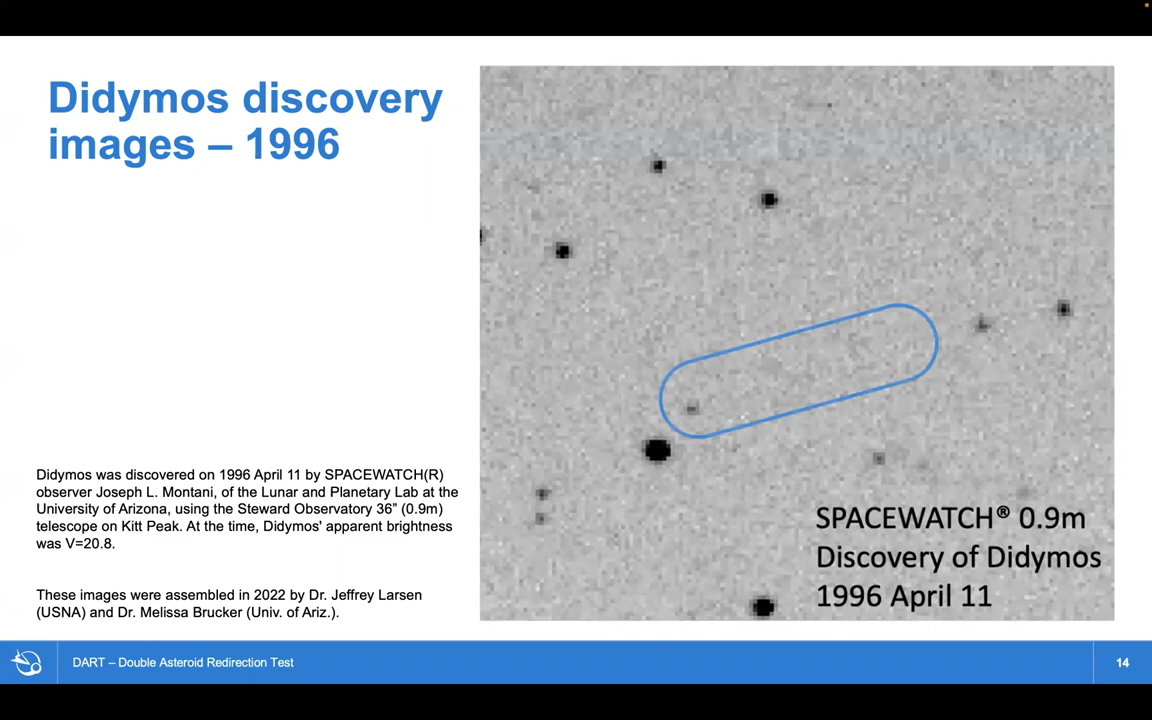 Didymos discovery
images – 1996
Didymos was discovered on 1996 April 11 by SPACEWATCH(R)
observer Joseph L. Montani, of the Lunar and Planetary Lab at the
University of Arizona, using the Steward Observatory 36” (0.9m)
telescope on Kitt Peak. At the time, Didymos' apparent brightness
was V=20.8.
These images were assembled in 2022 by Dr. Jeffrey Larsen
(USNA) and Dr. Melissa Brucker (Univ. of Ariz.).
SPACEWATCH® 0.9m
Discovery of Didymos
1996 April 11
DART – Double Asteroid Redirection Test
14